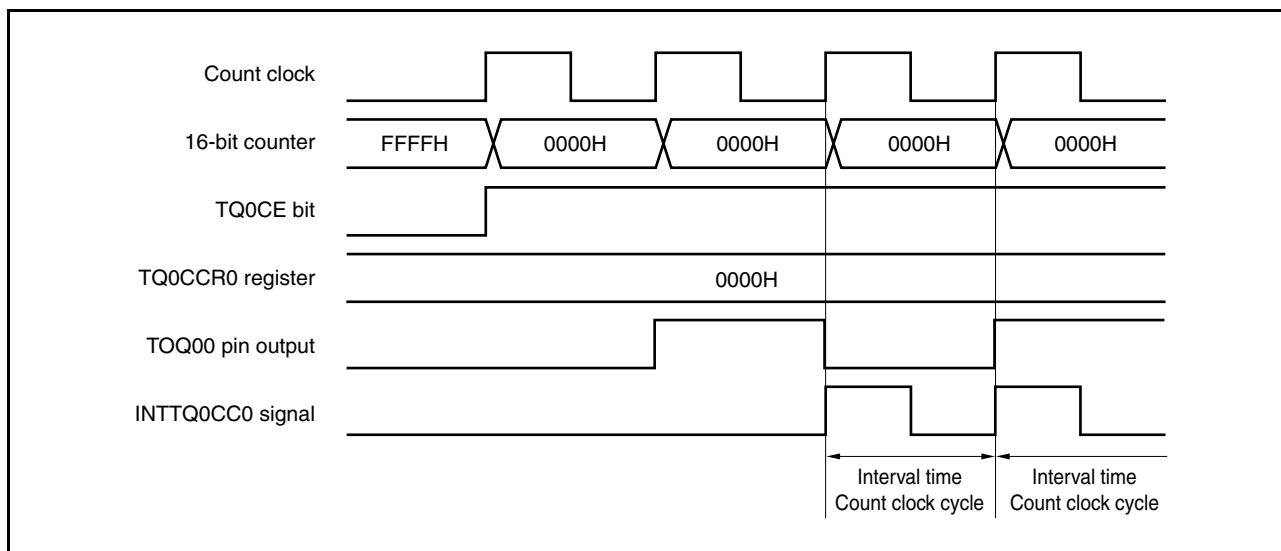 Count clock
16-bit counter
FFFFH
0000H
0000H
0000H
0000H
TQ0CE bit
TQ0CCR0 register
0000H
TOQ00 pin output
INTTQ0CC0 signal
Interval time
Count clock cycle
Interval time
Count clock cycle